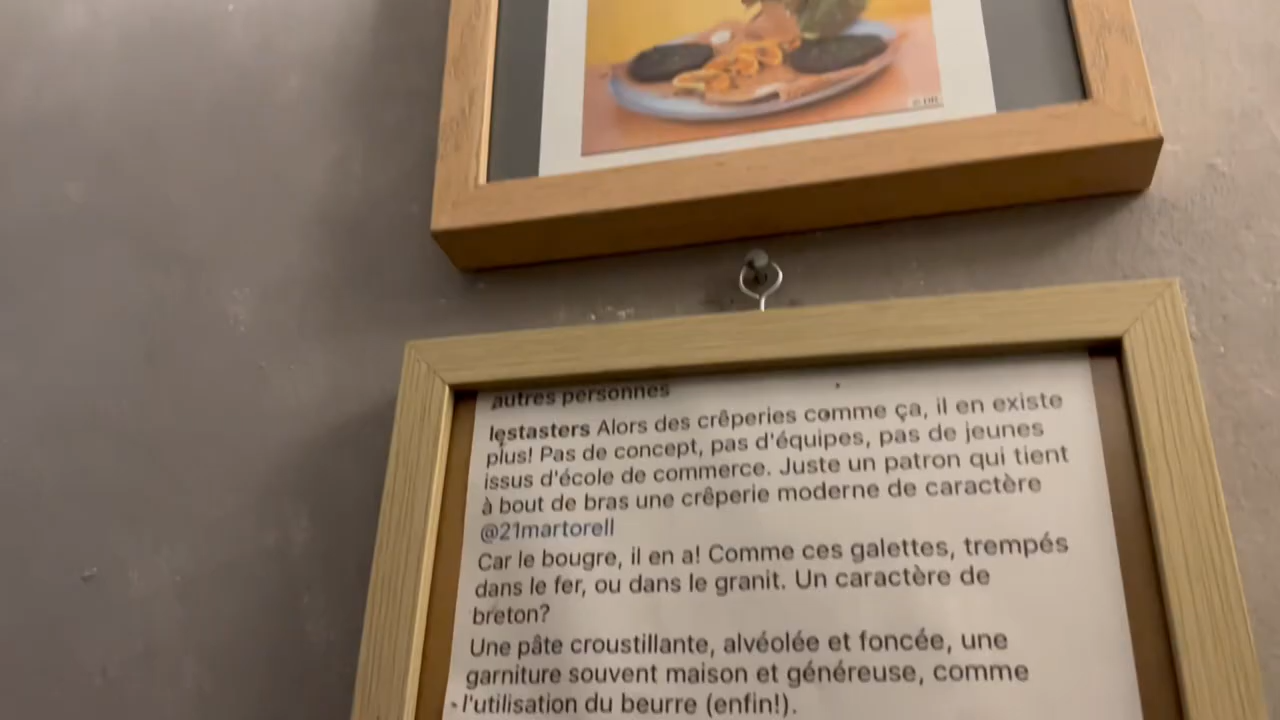 autres personnes
lestasters Alors des crêperies comme ça, il en existe
plus! Pas de concept, pas d'équipes, pas de jeunes
issus d'école de commerce. Juste un patron qui tient
à bout de bras une crêperie moderne de caractère
@21martorell
Car le bougre, il en a! Comme ces galettes, trempés
dans le fer, ou dans le granit. Un caractère de
breton?
Une pâte croustillante, alvéolée et foncée, une
garniture souvent maison et généreuse, comme
l'utilisation du beurre (enfin!).